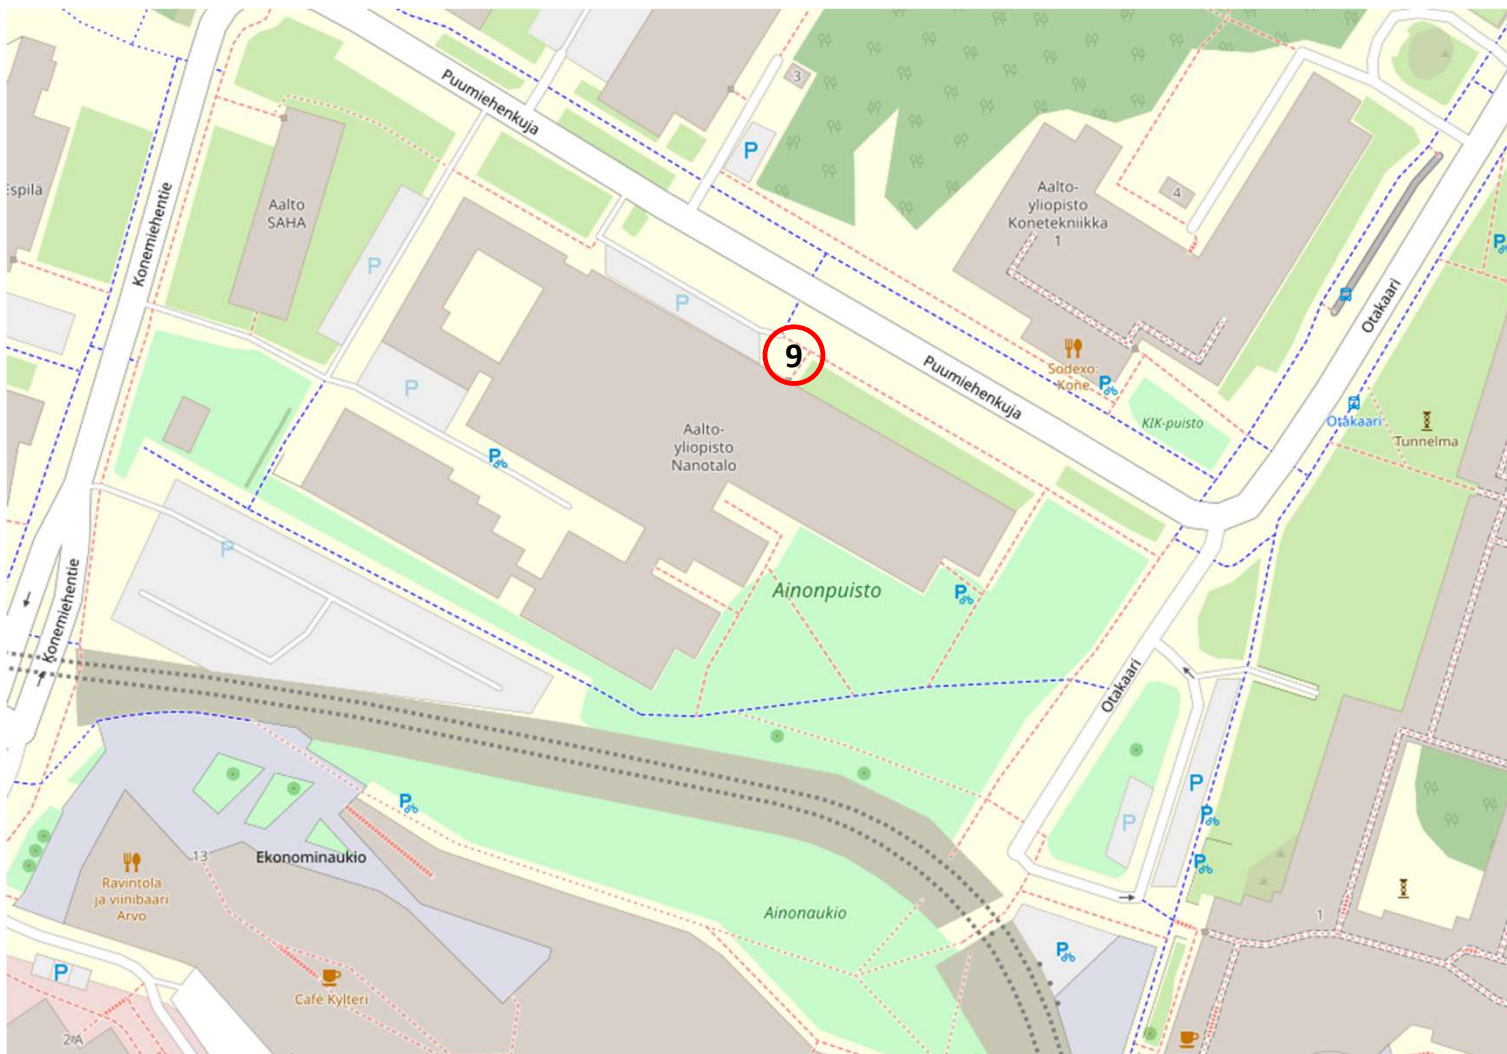 3
Puumiehenkuja
P
Espila
Aalto
SAHA
Konemiehentie
Aalto-
yliopisto
Konetekniikka
1
4
P
P
Otakaari
9
Sodexo:
Kone
Puumiehenkuja
KIK-puisto
Otakaari
Tunnelma
P
Aalto-
yliopisto
Nanotalo
P
P
P
Ainonpuisto
P
Konemiehentie
Otakaari
P
P
P
P
P
P
13
Ekonominaukio
Ravintola
ja viinibaari
Arvo
Ainonaukio
1
P
P
Café Kylteri
2 A